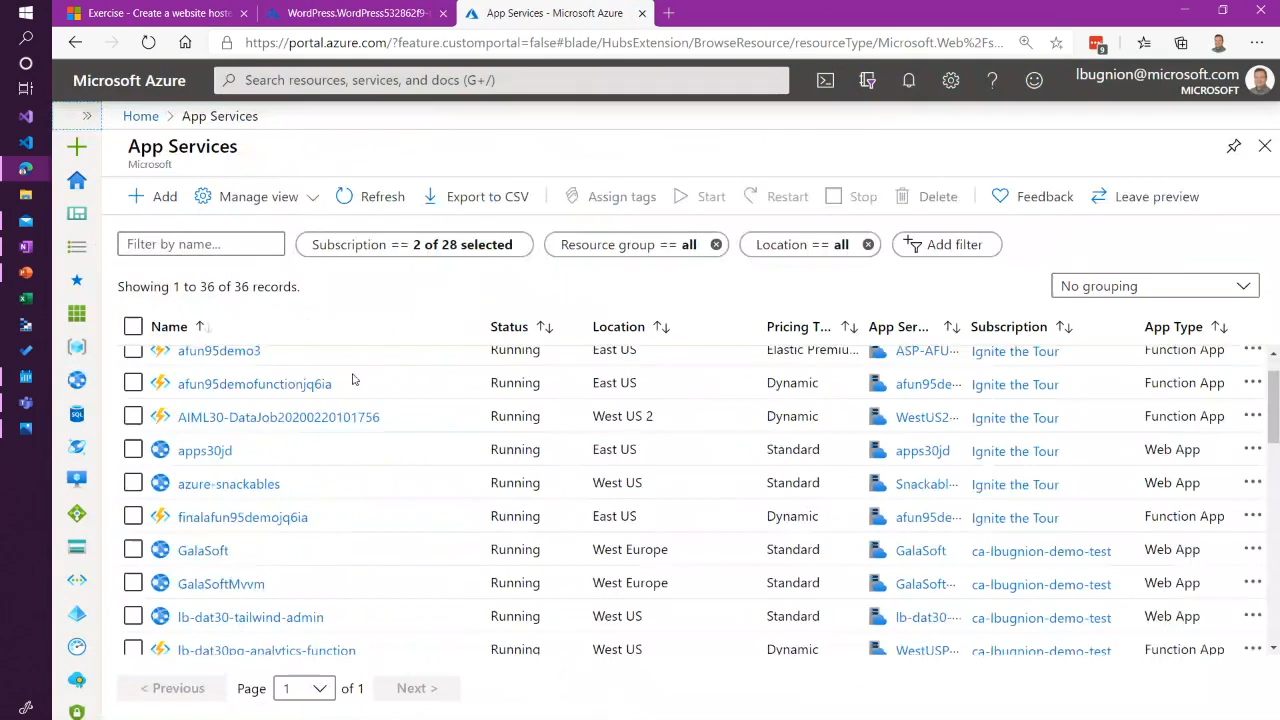 Exercise - Create a website hoste
WordPress.WordPress532862f9-
App Services - Microsoft Azure
https://portal.azure.com/?feature.customportal=false#blade/HubsExtension/BrowseResource/resourceType/Microsoft.Web%2Fs...
9
Microsoft Azure
Search resources, services, and docs (G+/)
lbugnion@microsoft.com
MICROSOFT
Home > App Services
App Services
Microsoft
Add Manage view Refresh Export to CSV Assign tags Start Restart Stop Delete Feedback Leave preview
Filter by name... Subscription == 2 of 28 selected Resource group == all Location == all Add filter
Showing 1 to 36 of 36 records.
No grouping
Name Status Location Pricing T... App Ser... Subscription App Type
afun95demo3 Running East US Elastic Premiu... ASP-AFU... Ignite the Tour Function App
afun95demofunctionjq6ia Running East US Dynamic afun95de... Ignite the Tour Function App
AIML30-DataJob20200220101756 Running West US 2 Dynamic WestUS2... Ignite the Tour Function App
apps30jd Running East US Standard apps30jd Ignite the Tour Web App
azure-snackables Running West US Standard Snackabl... Ignite the Tour Web App
finalafun95demojq6ia Running East US Dynamic afun95de... Ignite the Tour Function App
GalaSoft Running West Europe Standard GalaSoft ca-lbugnion-demo-test Web App
GalaSoftMvvm Running West Europe Standard GalaSoft... ca-lbugnion-demo-test Web App
lb-dat30-tailwind-admin Running West US Standard lb-dat30-... ca-lbugnion-demo-test Web App
lb-dat30pg-analytics-function Running West US Dynamic WestUSP... ca-lbugnion-demo-test Function App
< Previous Page 1 of 1 Next >